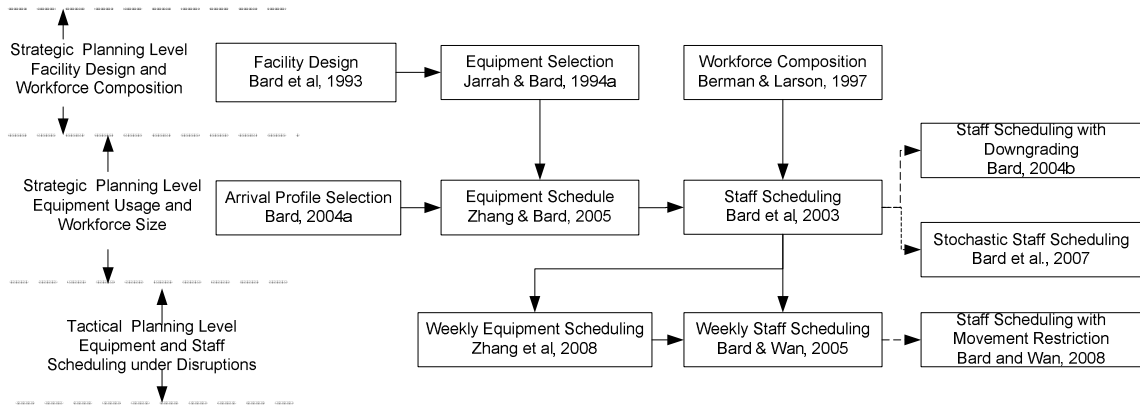 Strategic Planning Level
Facility Design and
Workforce Composition
Facility Design
Bard et al, 1993
Equipment Selection
Jarrah & Bard, 1994a
Workforce Composition
Berman & Larson, 1997
Staff Scheduling with
Downgrading
Bard, 2004b
Strategic Planning Level
Equipment Usage and
Workforce Size
Arrival Profile Selection
Bard, 2004a
Equipment Schedule
Zhang & Bard, 2005
Staff Scheduling
Bard et al, 2003
Stochastic Staff Scheduling
Bard et al., 2007
Tactical Planning Level
Equipment and Staff
Scheduling under Disruptions
Weekly Equipment Scheduling
Zhang et al, 2008
Weekly Staff Scheduling
Bard & Wan, 2005
Staff Scheduling with
Movement Restriction
Bard and Wan, 2008